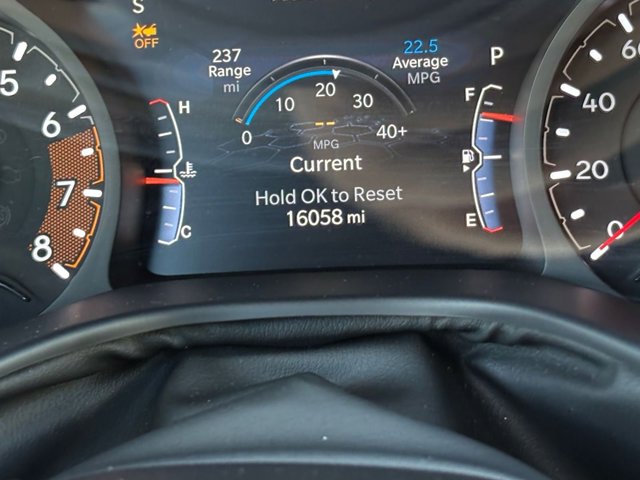 S
OFF
237
Range
mi
22.5
Average
MPG
P
0 10 20 30 40+
MPG
Current
Hold OK to Reset
16058 mi
H
C
F
E
5
6
7
8
60
40
20
0